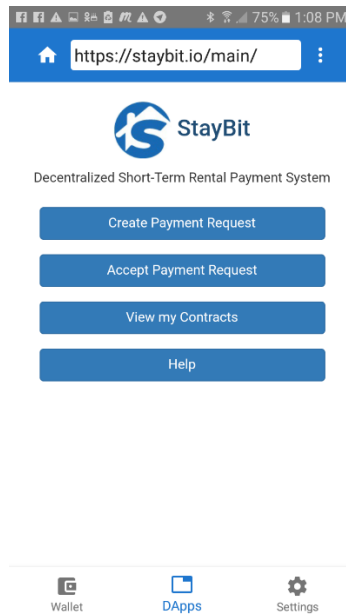 75% 1:08 PM
https://staybit.io/main/
StayBit
Decentralized Short-Term Rental Payment System
Create Payment Request
Accept Payment Request
View my Contracts
Help
Wallet DApps Settings